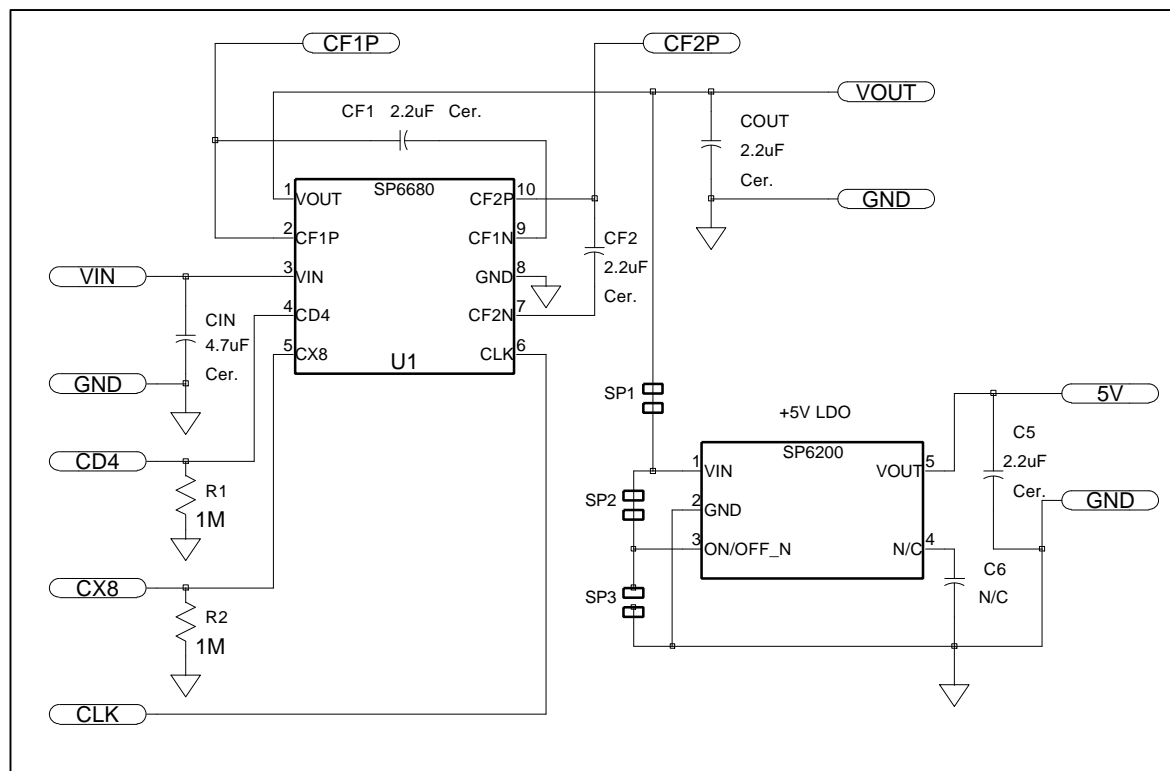 CF1P
CF2P
VOUT
CF1 2.2uF Cer.
COUT
2.2uF
Cer.
GND
SP6680
1 VOUT
2 CF1P
3 VIN
4 CD4
5 CX8
CF2P 10
CF1N 9
GND 8
CF2N 7
CLK 6
U1
CF2
2.2uF
Cer.
VIN
CIN
4.7uF
Cer.
GND
CD4
R1
1M
CX8
R2
1M
CLK
SP1
SP2
SP3
+5V LDO
SP6200
1 VIN
2 GND
3 ON/OFF_N
VOUT 5
N/C 4
5V
C5
2.2uF
Cer.
GND
C6
N/C